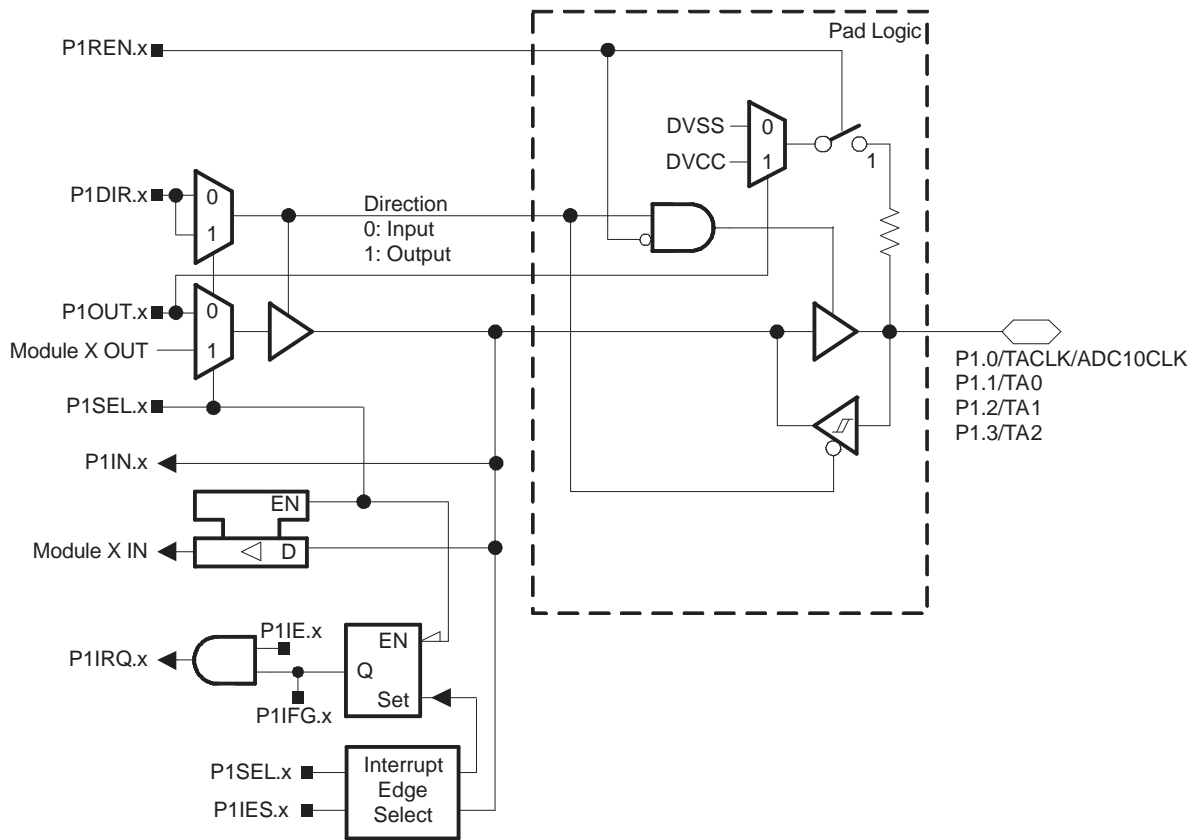 Pad Logic
P1REN.x
DVSS
0
DVCC
1
1
P1DIR.x
0
1
Direction
0: Input
1: Output
P1OUT.x
0
Module X OUT
1
P1.0/TACLK/ADC10CLK
P1.1/TA0
P1.2/TA1
P1.3/TA2
P1SEL.x
P1IN.x
EN
Module X IN
D
P1IE.x
EN
P1IRQ.x
Q
Set
P1IFG.x
P1SEL.x
P1IES.x
Interrupt
Edge
Select